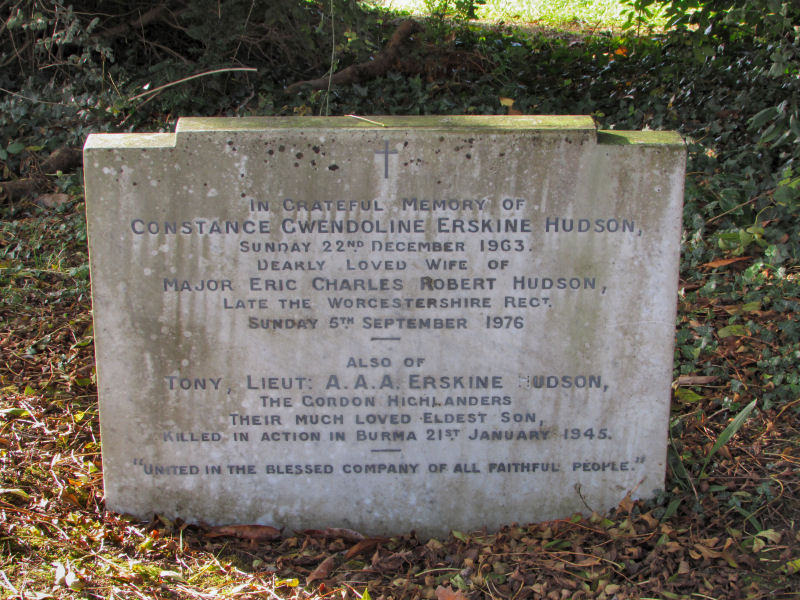 In Grateful Memory of
Constance Gwendoline Erskine Hudson,
Sunday 22nd December 1963.
Dearly Loved Wife of
Major Eric Charles Robert Hudson,
Late the Worcestershire Regt.
Sunday 5th September 1976
Also of
Tony, Lieut: A.A.A. Erskine Hudson,
The Gordon Highlanders
Their much loved Eldest Son,
Killed in action in Burma 21st January 1945.
"United in the blessed company of all faithful people."